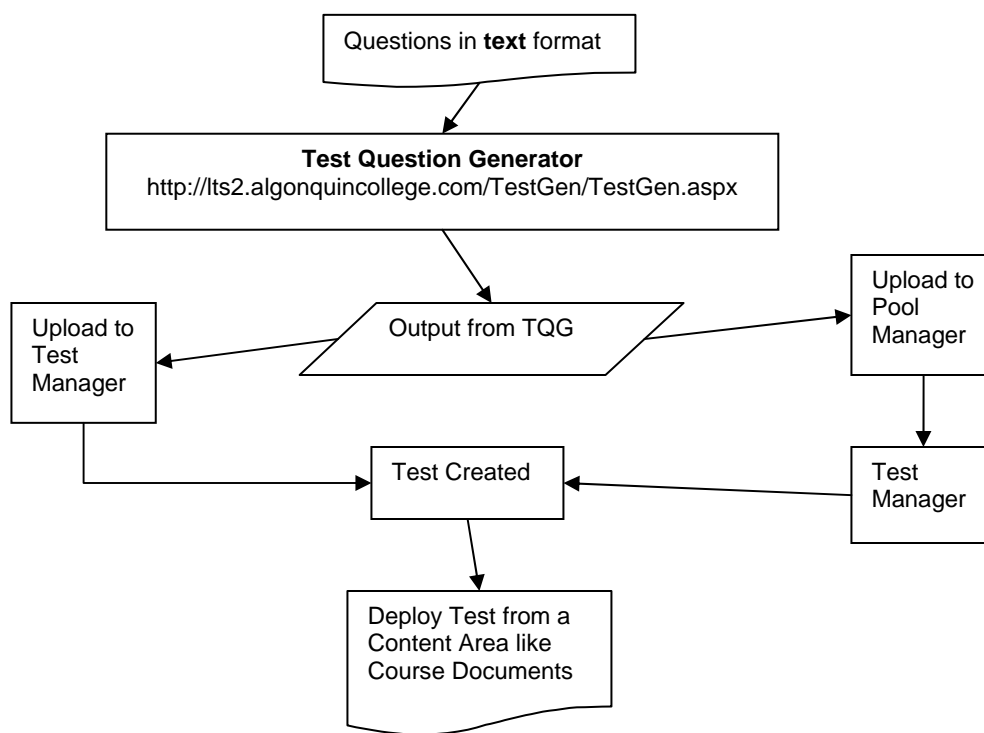 Questions in text format
Test Question Generator
http://lts2.algonquincollege.com/TestGen/TestGen.aspx
Upload to
Test
Manager
Output from TQG
Upload to
Pool
Manager
Test Created
Test
Manager
Deploy Test from a
Content Area like
Course Documents